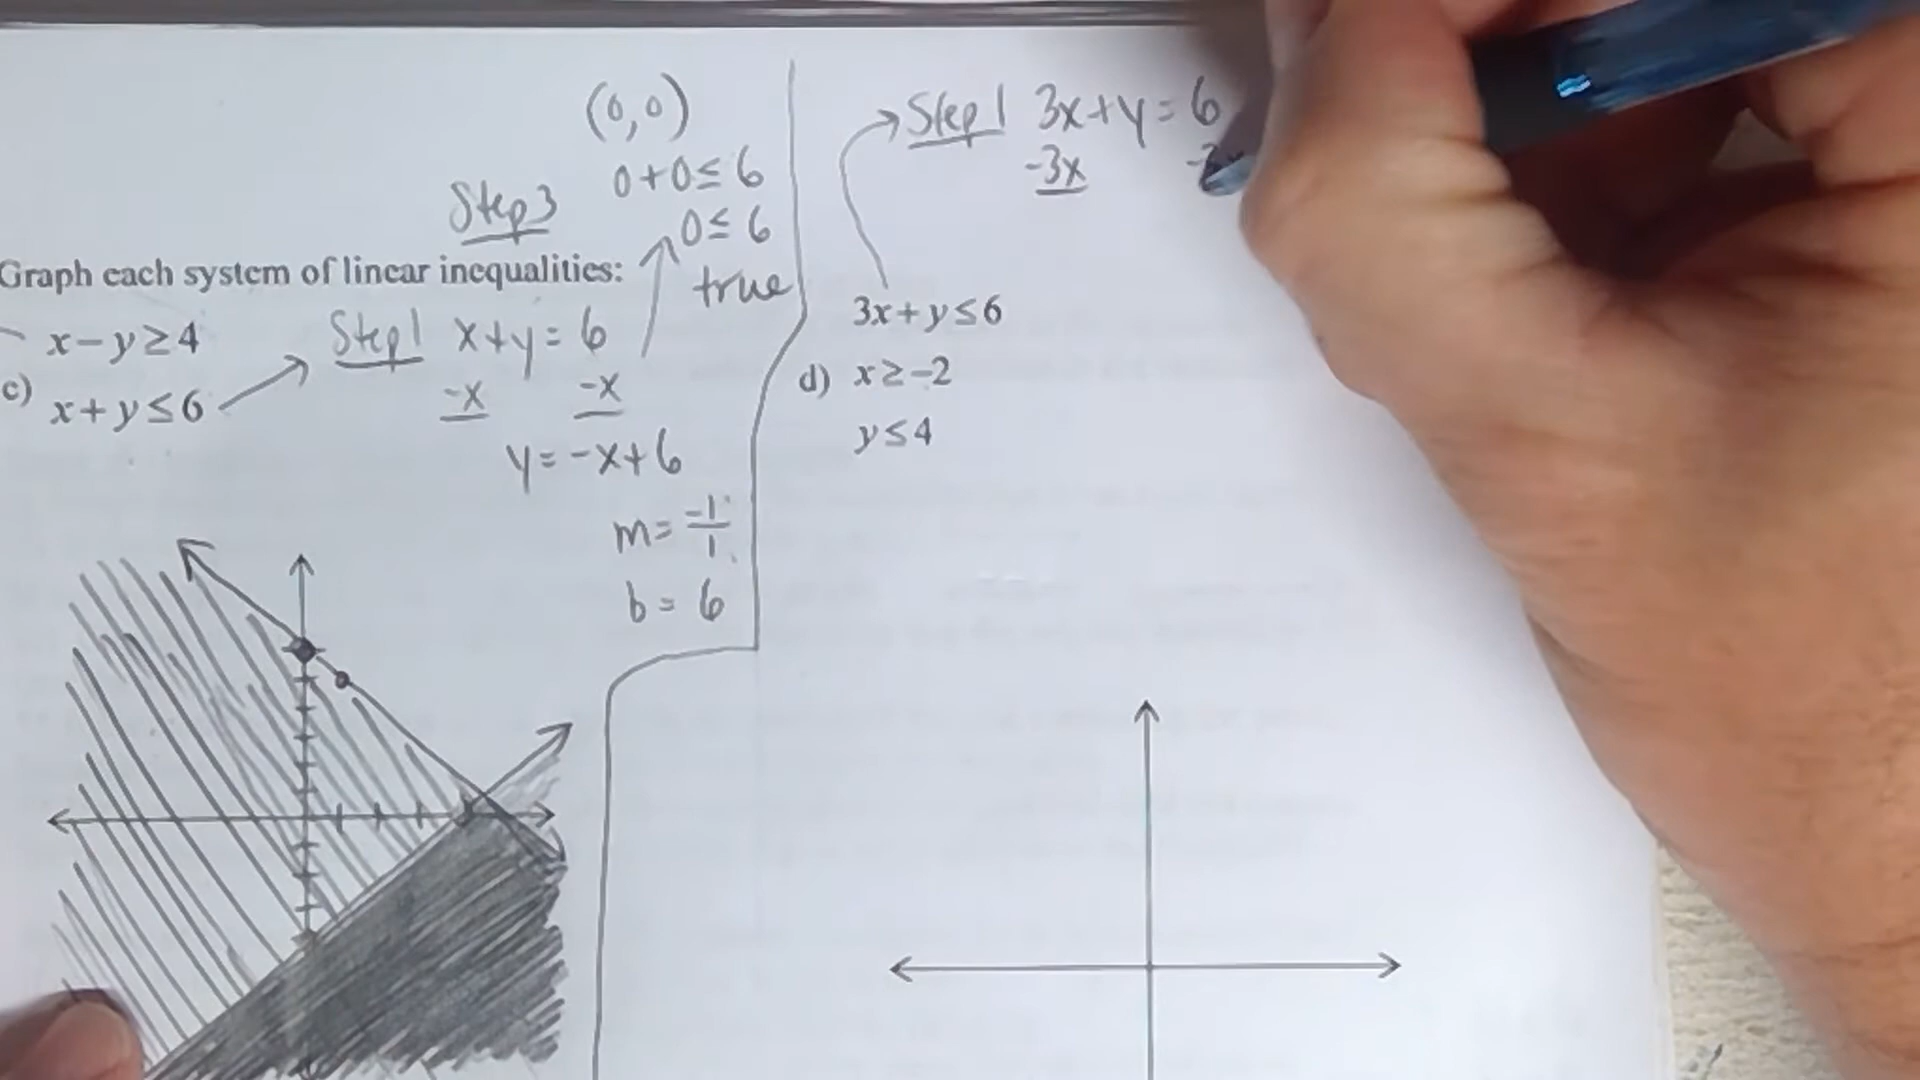 (0,0)
0+0≤6
Step 3
0≤6
true
Graph each system of linear inequalities:
x−y≥4
c)
x+y≤6
Step 1 x+y=6
-x -x
y=-x+6
m=-1/1
b=6
Step 1 3x+y=6
-3x
3x+y≤6
d) x≥−2
y≤4